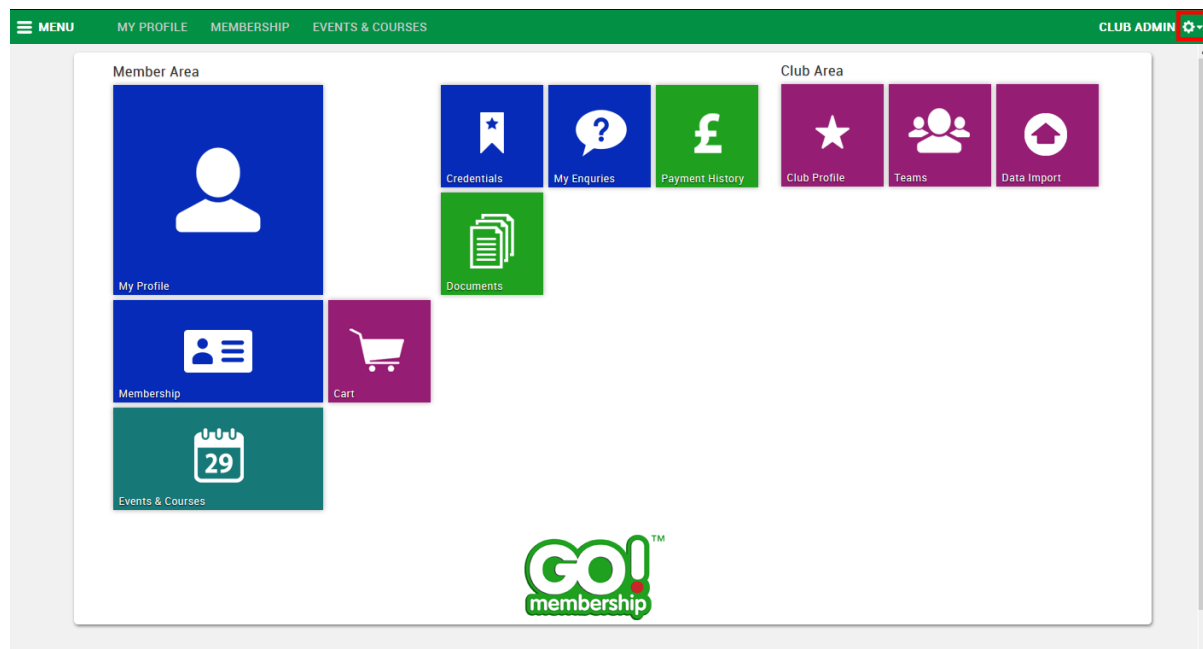 MENU
MY PROFILE
MEMBERSHIP
EVENTS & COURSES
CLUB ADMIN
Member Area
Club Area
My Profile
Credentials
?
My Enquries
£
Payment History
Club Profile
Teams
Data Import
Documents
Membership
Cart
29
Events & Courses
GO!™
membership